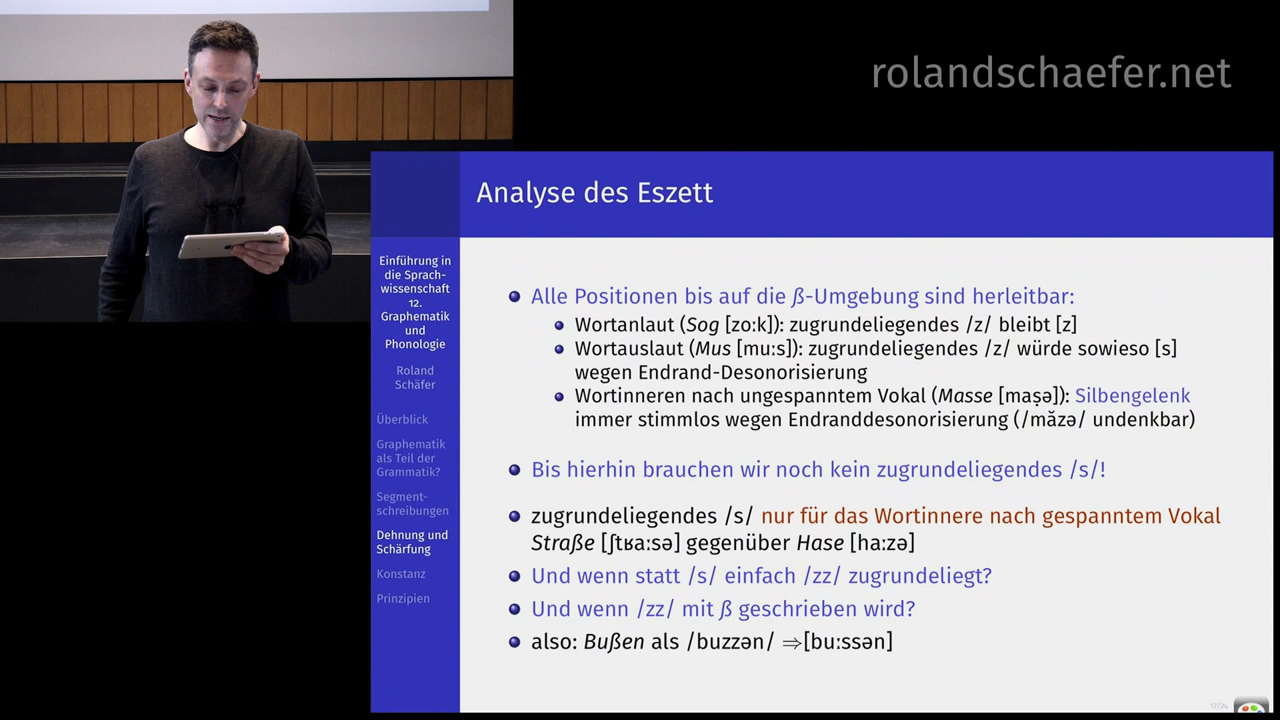 rolandschaefer.net
Analyse des Eszett
Einführung in
die Sprach-
wissenschaft
12.
Graphematik
und
Phonologie
Roland
Schäfer
Überblick
Graphematik
als Teil der
Grammatik?
Segment-
schreibungen
Dehnung und
Schärfung
Konstanz
Prinzipien
Alle Positionen bis auf die ß-Umgebung sind herleitbar:
Wortanlaut (Sog [zo:k]): zugrundeliegendes /z/ bleibt [z]
Wortauslaut (Mus [mu:s]): zugrundeliegendes /z/ würde sowieso [s]
wegen Endrand-Desonorisierung
Wortinneren nach ungespanntem Vokal (Masse [maṣə]): Silbengelenk
immer stimmlos wegen Endranddesonorisierung (/măzə/ undenkbar)
Bis hierhin brauchen wir noch kein zugrundeliegendes /s/!
zugrundeliegendes /s/ nur für das Wortinnere nach gespanntem Vokal
Straße [ʃtʁa:sə] gegenüber Hase [ha:zə]
Und wenn statt /s/ einfach /zz/ zugrundeliegt?
Und wenn /zz/ mit ß geschrieben wird?
also: Bußen als /buzzən/ ⇒[bu:ssən]
17/24